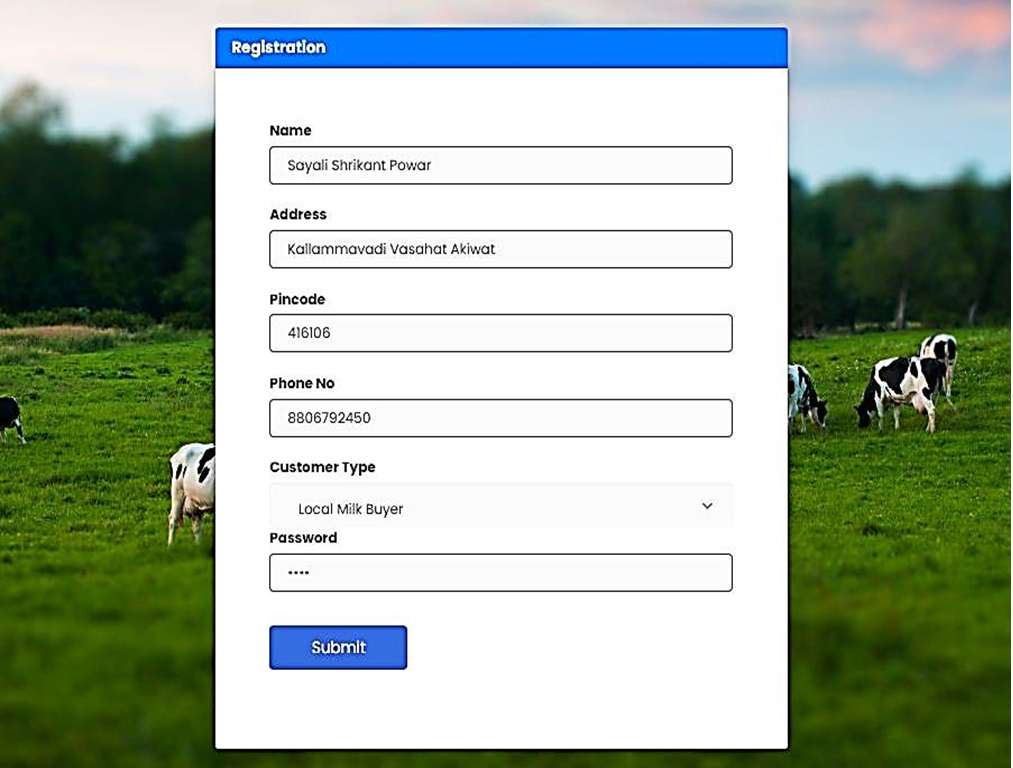 Registration
Name
Sayali Shrikant Powar
Address
Kallammavadi Vasahat Akiwat
Pincode
416106
Phone No
8806792450
Customer Type
Local Milk Buyer
Password
••••
Submit